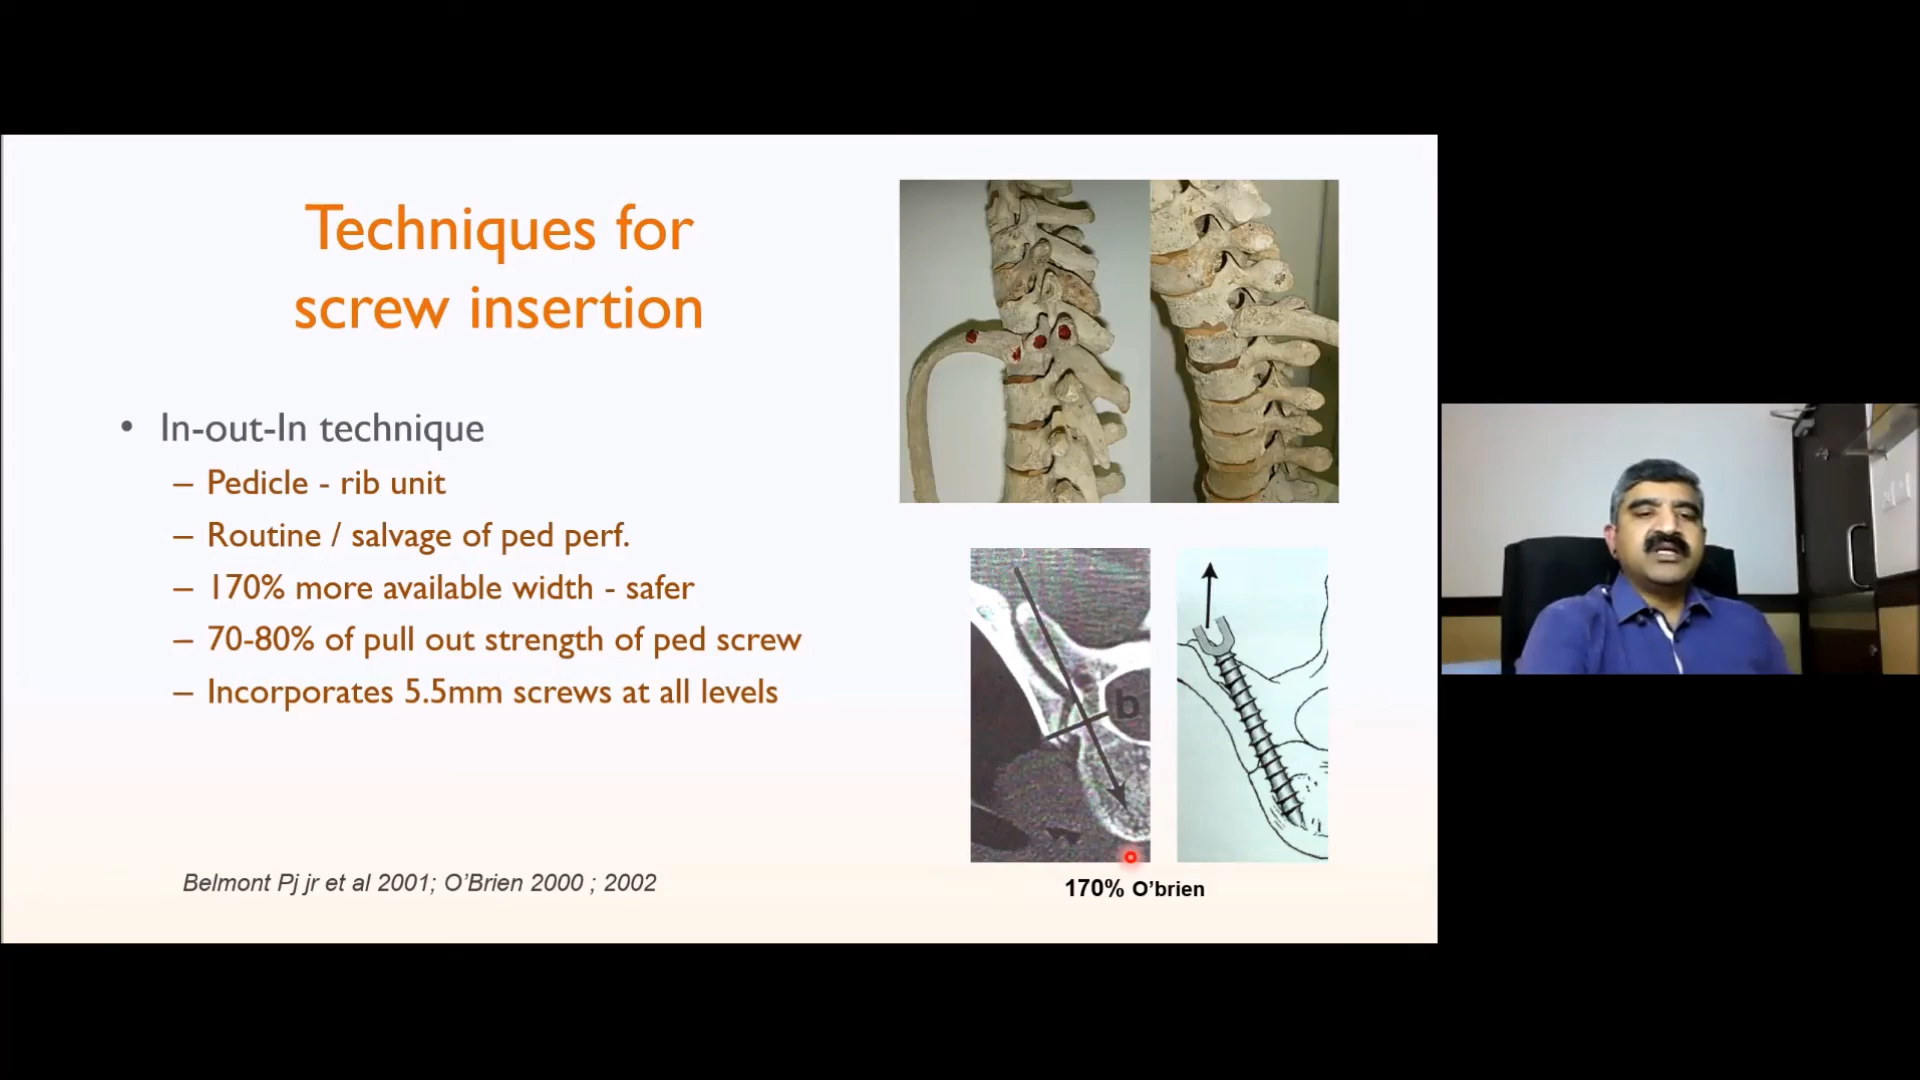 Techniques for
screw insertion
• In-out-In technique
– Pedicle - rib unit
– Routine / salvage of ped perf.
– 170% more available width - safer
– 70-80% of pull out strength of ped screw
– Incorporates 5.5mm screws at all levels
b
Belmont Pj jr et al 2001; O’Brien 2000 ; 2002
170% O’brien